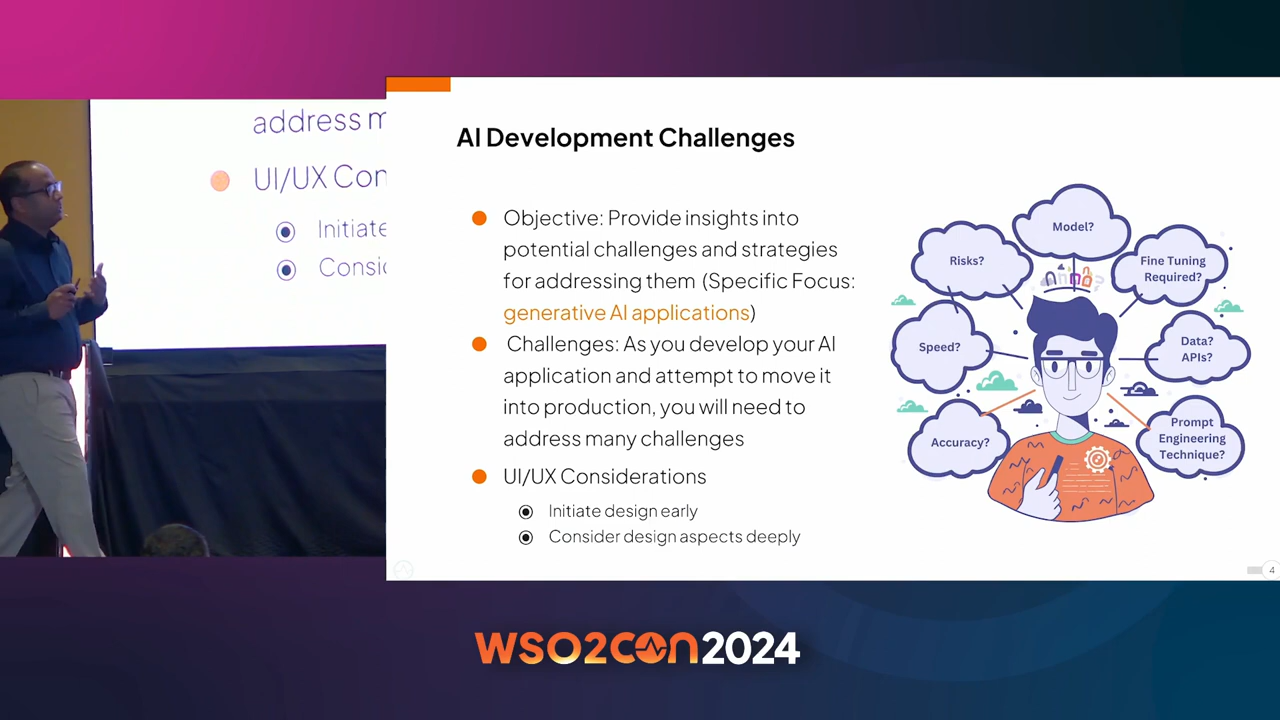 address m
UI/UX Con
Initiate
Consid
AI Development Challenges
Objective: Provide insights into
potential challenges and strategies
for addressing them (Specific Focus:
generative AI applications)
Challenges: As you develop your AI
application and attempt to move it
into production, you will need to
address many challenges
UI/UX Considerations
Initiate design early
Consider design aspects deeply
Model?
Risks?
Fine Tuning
Required?
Speed?
Data?
APIs?
Accuracy?
Prompt
Engineering
Technique?
4
WSO2CON2024